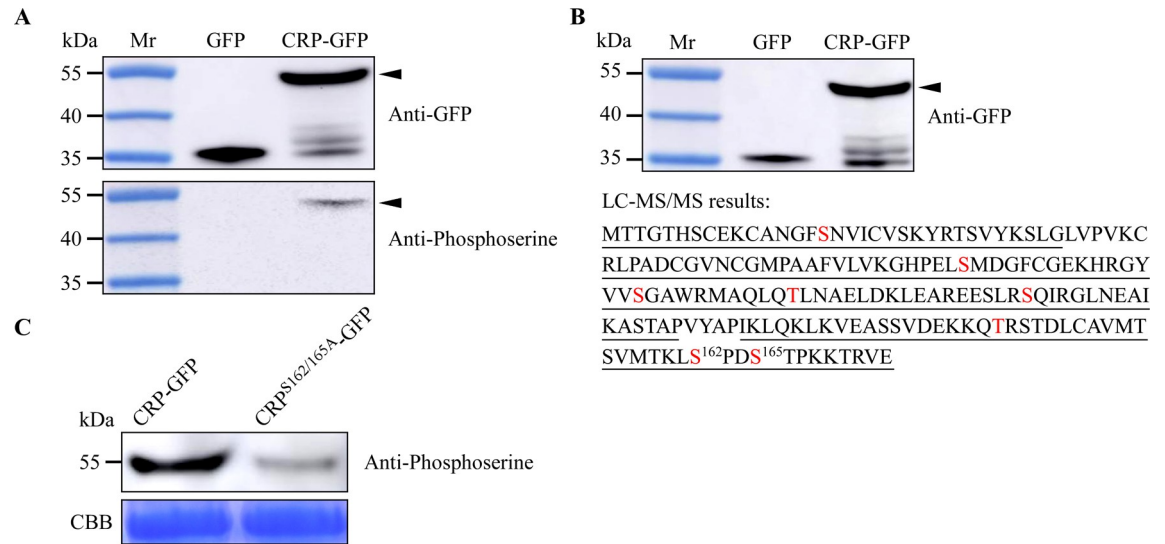 A
kDa Mr GFP CRP-GFP
55
40
35
Anti-GFP
55
40
35
Anti-Phosphoserine
B
kDa Mr GFP CRP-GFP
55
40
35
Anti-GFP
LC-MS/MS results:
MTTGTHSCEKCANGFSNVICVSKYRTSVYKSLGLVPVKC
RLPADCGVNCGMPAAFVLVKGHPELSMDGFCGEKHRGY
VVSGAWRMAQLQTLNAELDKLEAREESLRSQIRGLNEAI
KASTAPVYAPIKLQKLKVEASSVDEKKQTRSTDLCAVMT
SVMTKLS¹⁶²PDS¹⁶⁵TPKKTRVE
C
kDa CRP-GFP CRPS162/165A-GFP
55
Anti-Phosphoserine
CBB